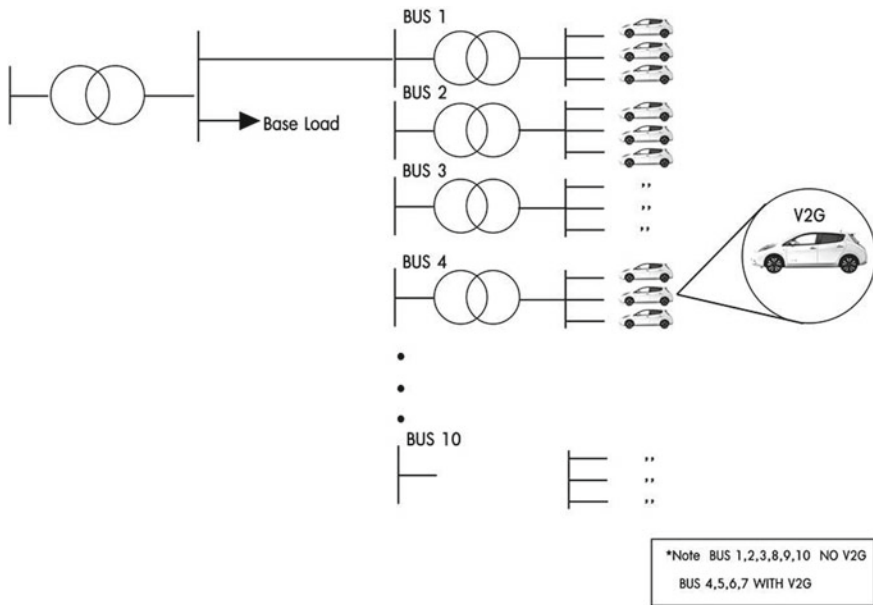 BUS 1
Base Load
BUS 2
BUS 3
,,
,,
,,
V2G
BUS 4
BUS 10
,,
,,
,,
*Note BUS 1,2,3,8,9,10 NO V2G
BUS 4,5,6,7 WITH V2G